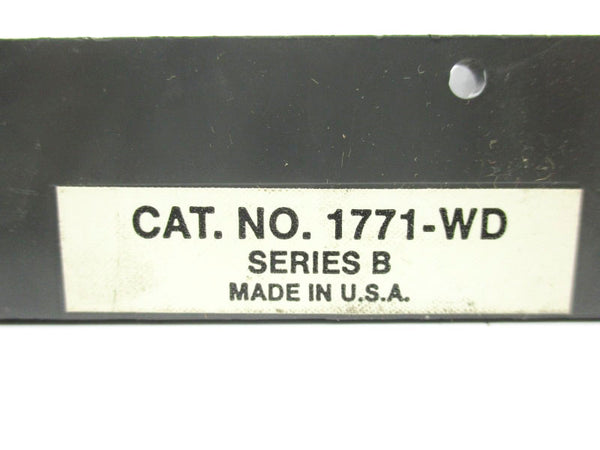 CAT. NO. 1771-WD
SERIES B
MADE IN U.S.A.